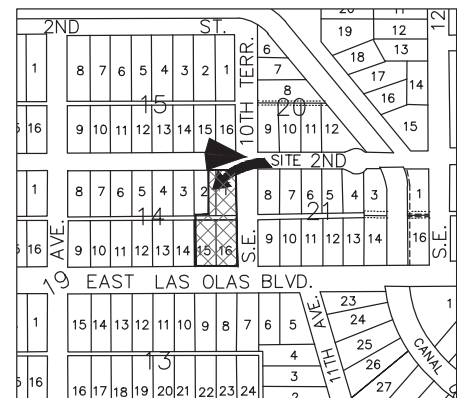 20 11
2ND ST. 19 12
12
6 18 13
1 8 7 6 5 4 3 2 1 7 17 14
10TH TERR.
8 16
15 20
16 9 10 11 12 13 14 15 16 9 10 11 12 15
SITE 2ND
1 8 7 6 5 4 3 2 1 8 7 6 5 4 3 1
14 21
16 9 10 11 12 13 14 15 16 9 10 11 12 13 14 16
AVE. S.E. S.E.
19 EAST LAS OLAS BLVD.
1 15 14 13 12 11 10 9 8 7 6 5 23 1
11TH AVE. 24
25
CANAL
13 4 26
16 16 17 18 19 20 21 22 23 24 3 27
2